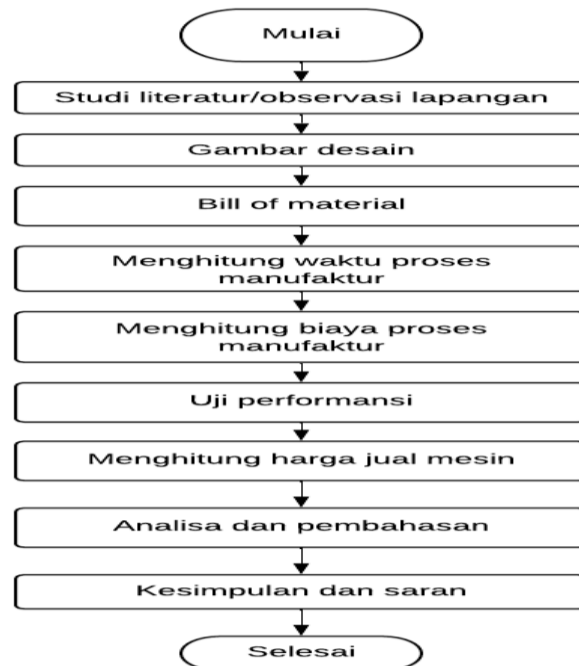 Mulai
Studi literatur/observasi lapangan
Gambar desain
Bill of material
Menghitung waktu proses
manufaktur
Menghitung biaya proses
manufaktur
Uji performansi
Menghitung harga jual mesin
Analisa dan pembahasan
Kesimpulan dan saran
Selesai